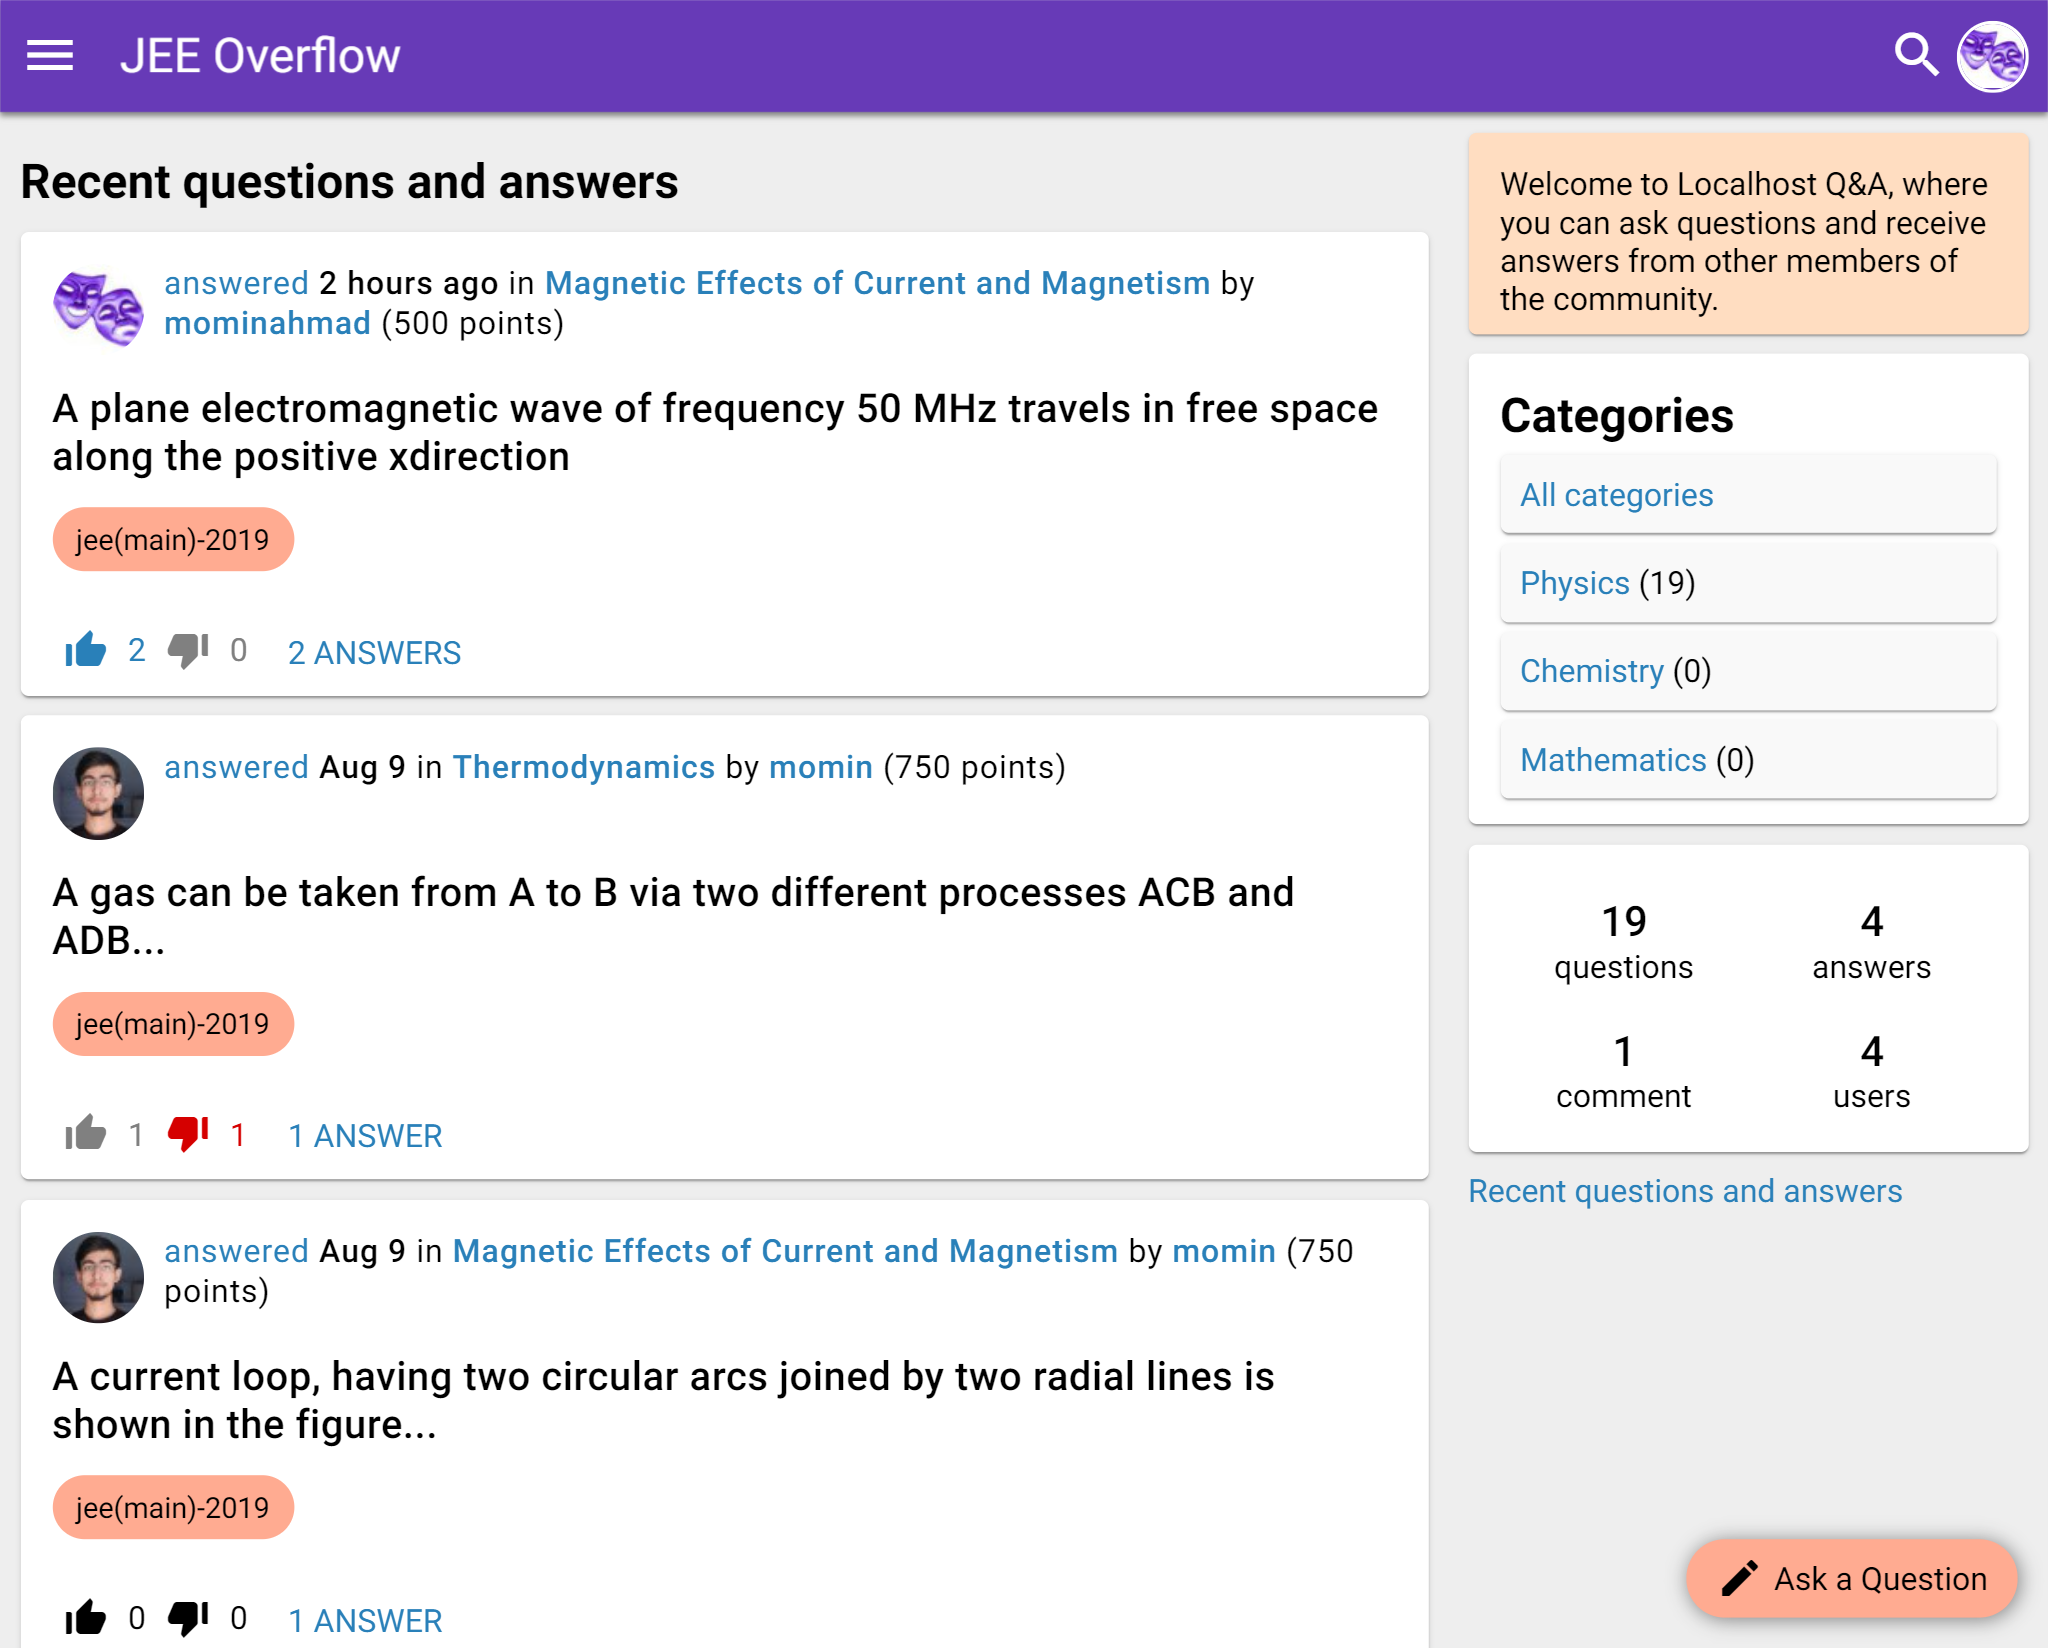 JEE Overflow
Recent questions and answers
answered 2 hours ago in Magnetic Effects of Current and Magnetism by
mominahmad (500 points)
A plane electromagnetic wave of frequency 50 MHz travels in free space
along the positive xdirection
jee(main)-2019
2 0 2 ANSWERS
answered Aug 9 in Thermodynamics by momin (750 points)
A gas can be taken from A to B via two different processes ACB and
ADB...
jee(main)-2019
1 1 1 ANSWER
answered Aug 9 in Magnetic Effects of Current and Magnetism by momin (750
points)
A current loop, having two circular arcs joined by two radial lines is
shown in the figure...
jee(main)-2019
0 0 1 ANSWER
Welcome to Localhost Q&A, where
you can ask questions and receive
answers from other members of
the community.
Categories
All categories
Physics (19)
Chemistry (0)
Mathematics (0)
19 4
questions answers
1 4
comment users
Recent questions and answers
Ask a Question